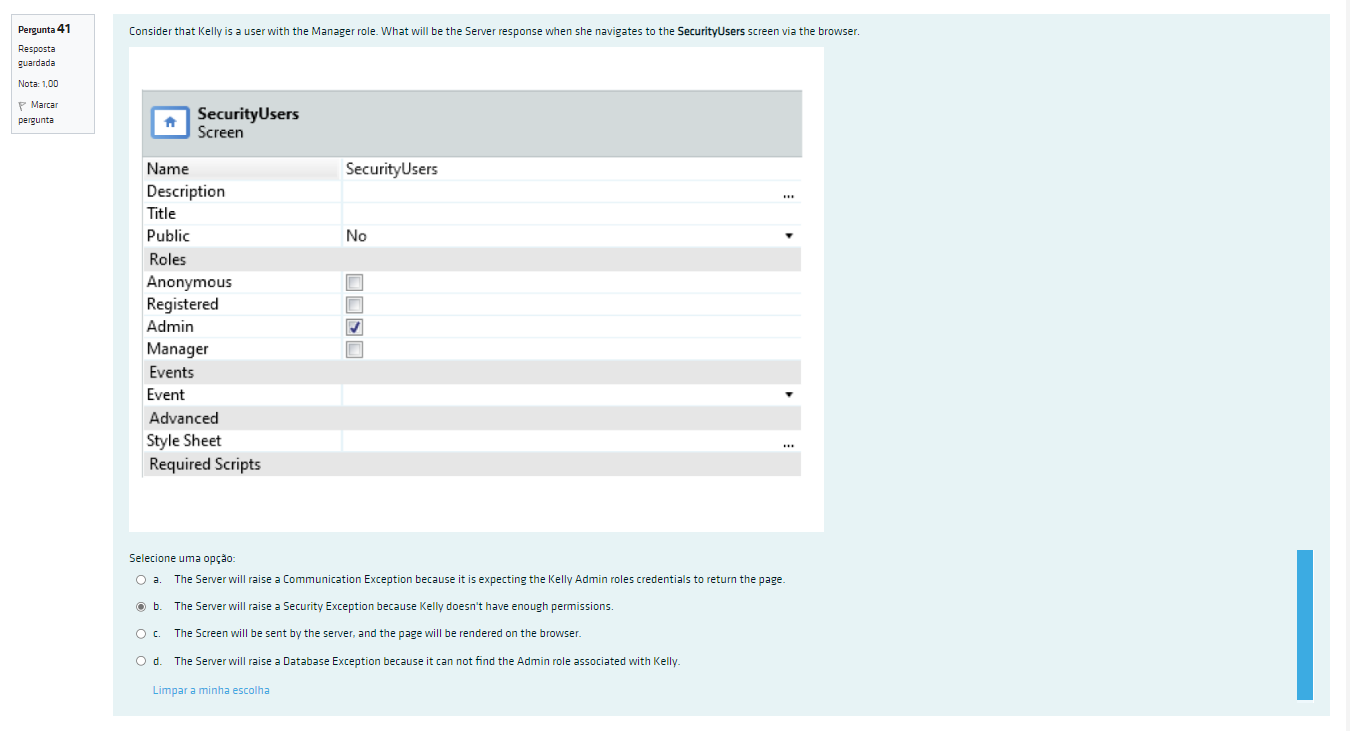 Pergunta 41
Resposta
guardada
Nota: 1,00
Marcar
pergunta
Consider that Kelly is a user with the Manager role. What will be the Server response when she navigates to the SecurityUsers screen via the browser.
SecurityUsers
Screen
Name SecurityUsers
Description ...
Title
Public No
Roles
Anonymous
Registered
Admin
Manager
Events
Event
Advanced
Style Sheet ...
Required Scripts
Selecione uma opção:
a. The Server will raise a Communication Exception because it is expecting the Kelly Admin roles credentials to return the page.
b. The Server will raise a Security Exception because Kelly doesn't have enough permissions.
c. The Screen will be sent by the server, and the page will be rendered on the browser.
d. The Server will raise a Database Exception because it can not find the Admin role associated with Kelly.
Limpar a minha escolha